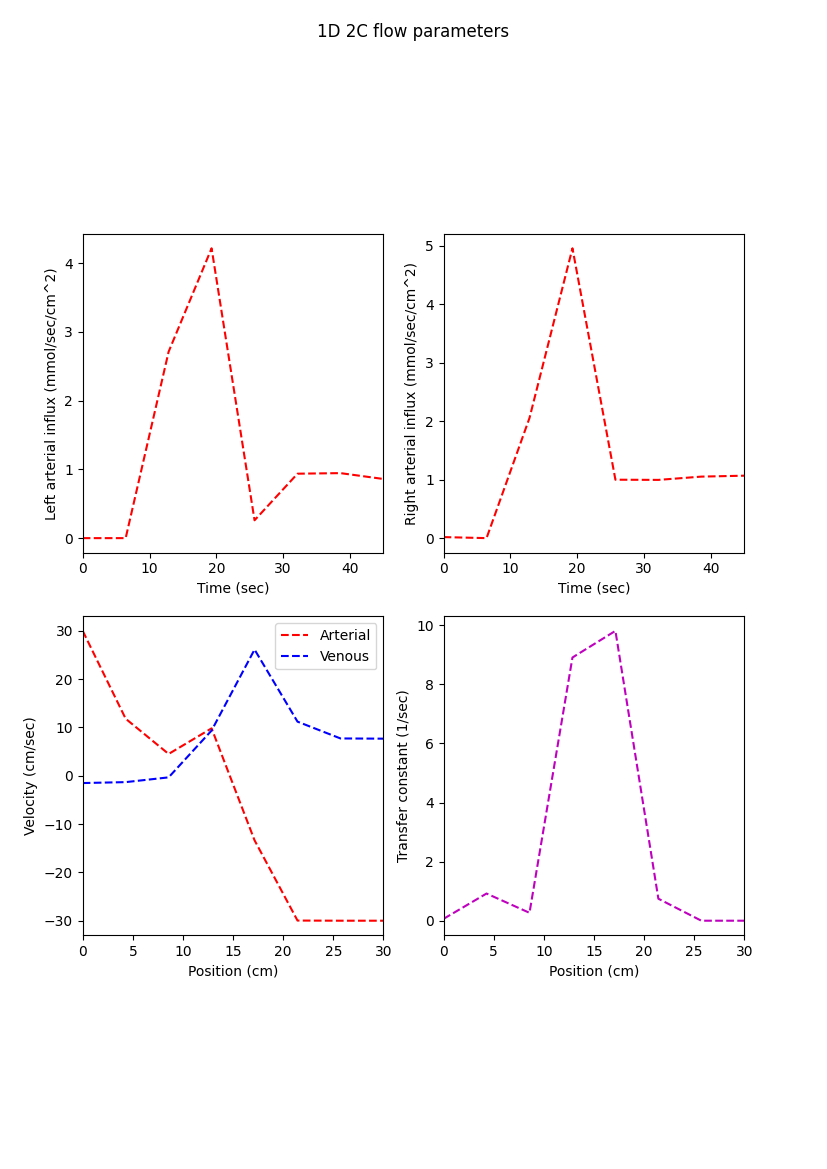 1D 2C flow parameters
Left arterial influx (mmol/sec/cm^2)
4
3
2
1
0
0 10 20 30 40
Time (sec)
Right arterial influx (mmol/sec/cm^2)
5
4
3
2
1
0
0 10 20 30 40
Time (sec)
Velocity (cm/sec)
30
20
10
0
−10
−20
−30
Arterial
Venous
0 5 10 15 20 25 30
Position (cm)
Transfer constant (1/sec)
10
8
6
4
2
0
0 5 10 15 20 25 30
Position (cm)